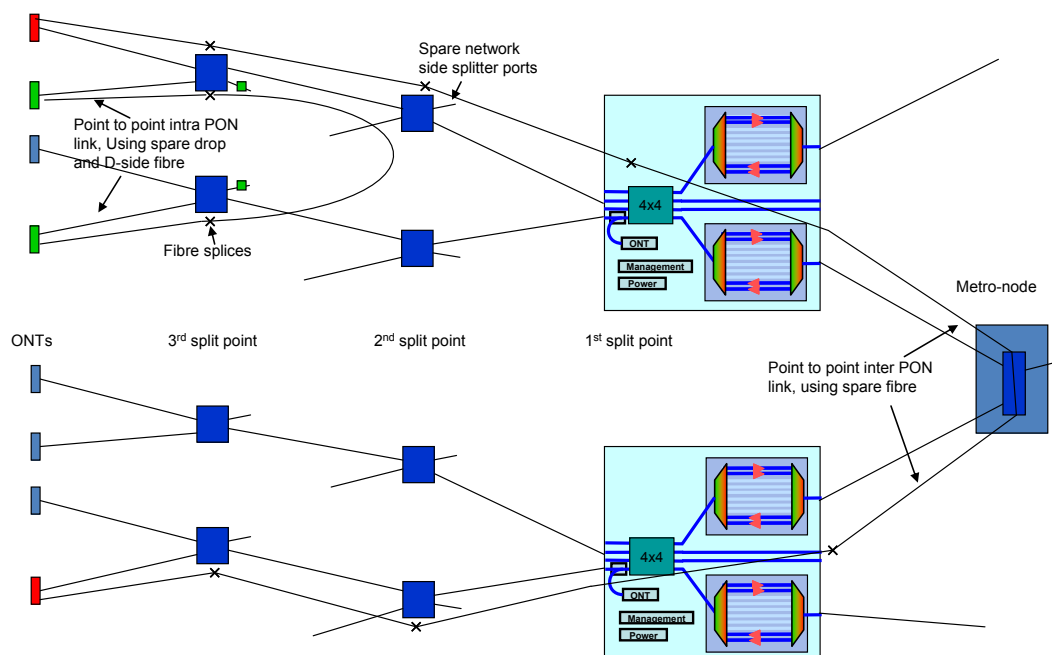 Spare network
side splitter ports
Point to point intra PON
link, Using spare drop
and D-side fibre
Fibre splices
4x4
ONT
Management
Power
Metro-node
ONTs
3rd split point
2nd split point
1st split point
Point to point inter PON
link, using spare fibre
4x4
ONT
Management
Power